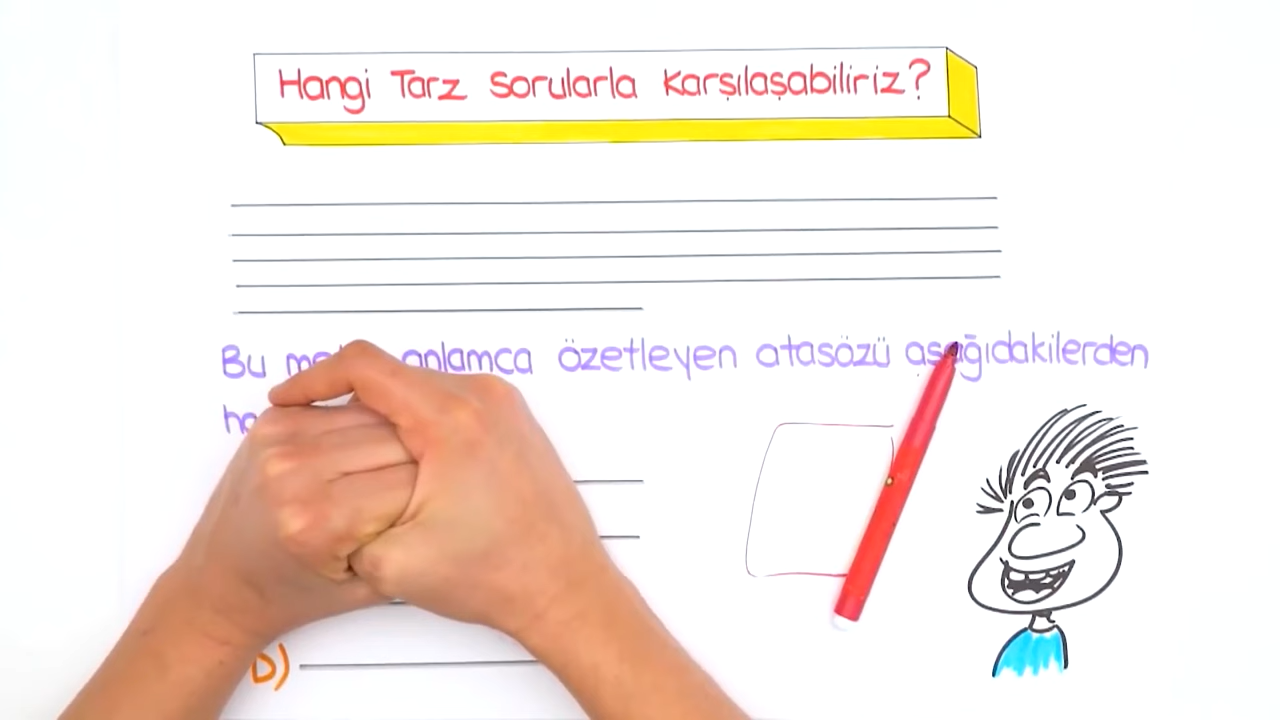 Hangi Tarz Sorularla Karşılaşabiliriz?
Bu anlamca özetleyen atasözü aşağıdakilerden
D)